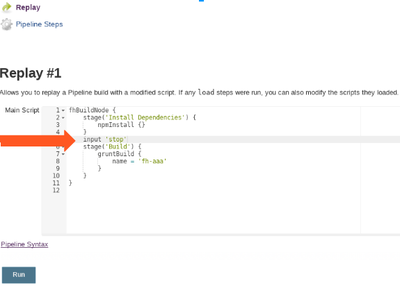 Replay
Pipeline Steps
Replay #1
Allows you to replay a Pipeline build with a modified script. If any load steps were run, you can also modify the scripts they loaded.
Main Script
1 fhBuildNode {
2 stage('Install Dependencies') {
3 npmInstall {}
4 }
input 'stop'
6 stage('Build') {
7 gruntBuild {
8 name = 'fh-aaa'
9 }
10 }
11 }
12
Pipeline Syntax
Run